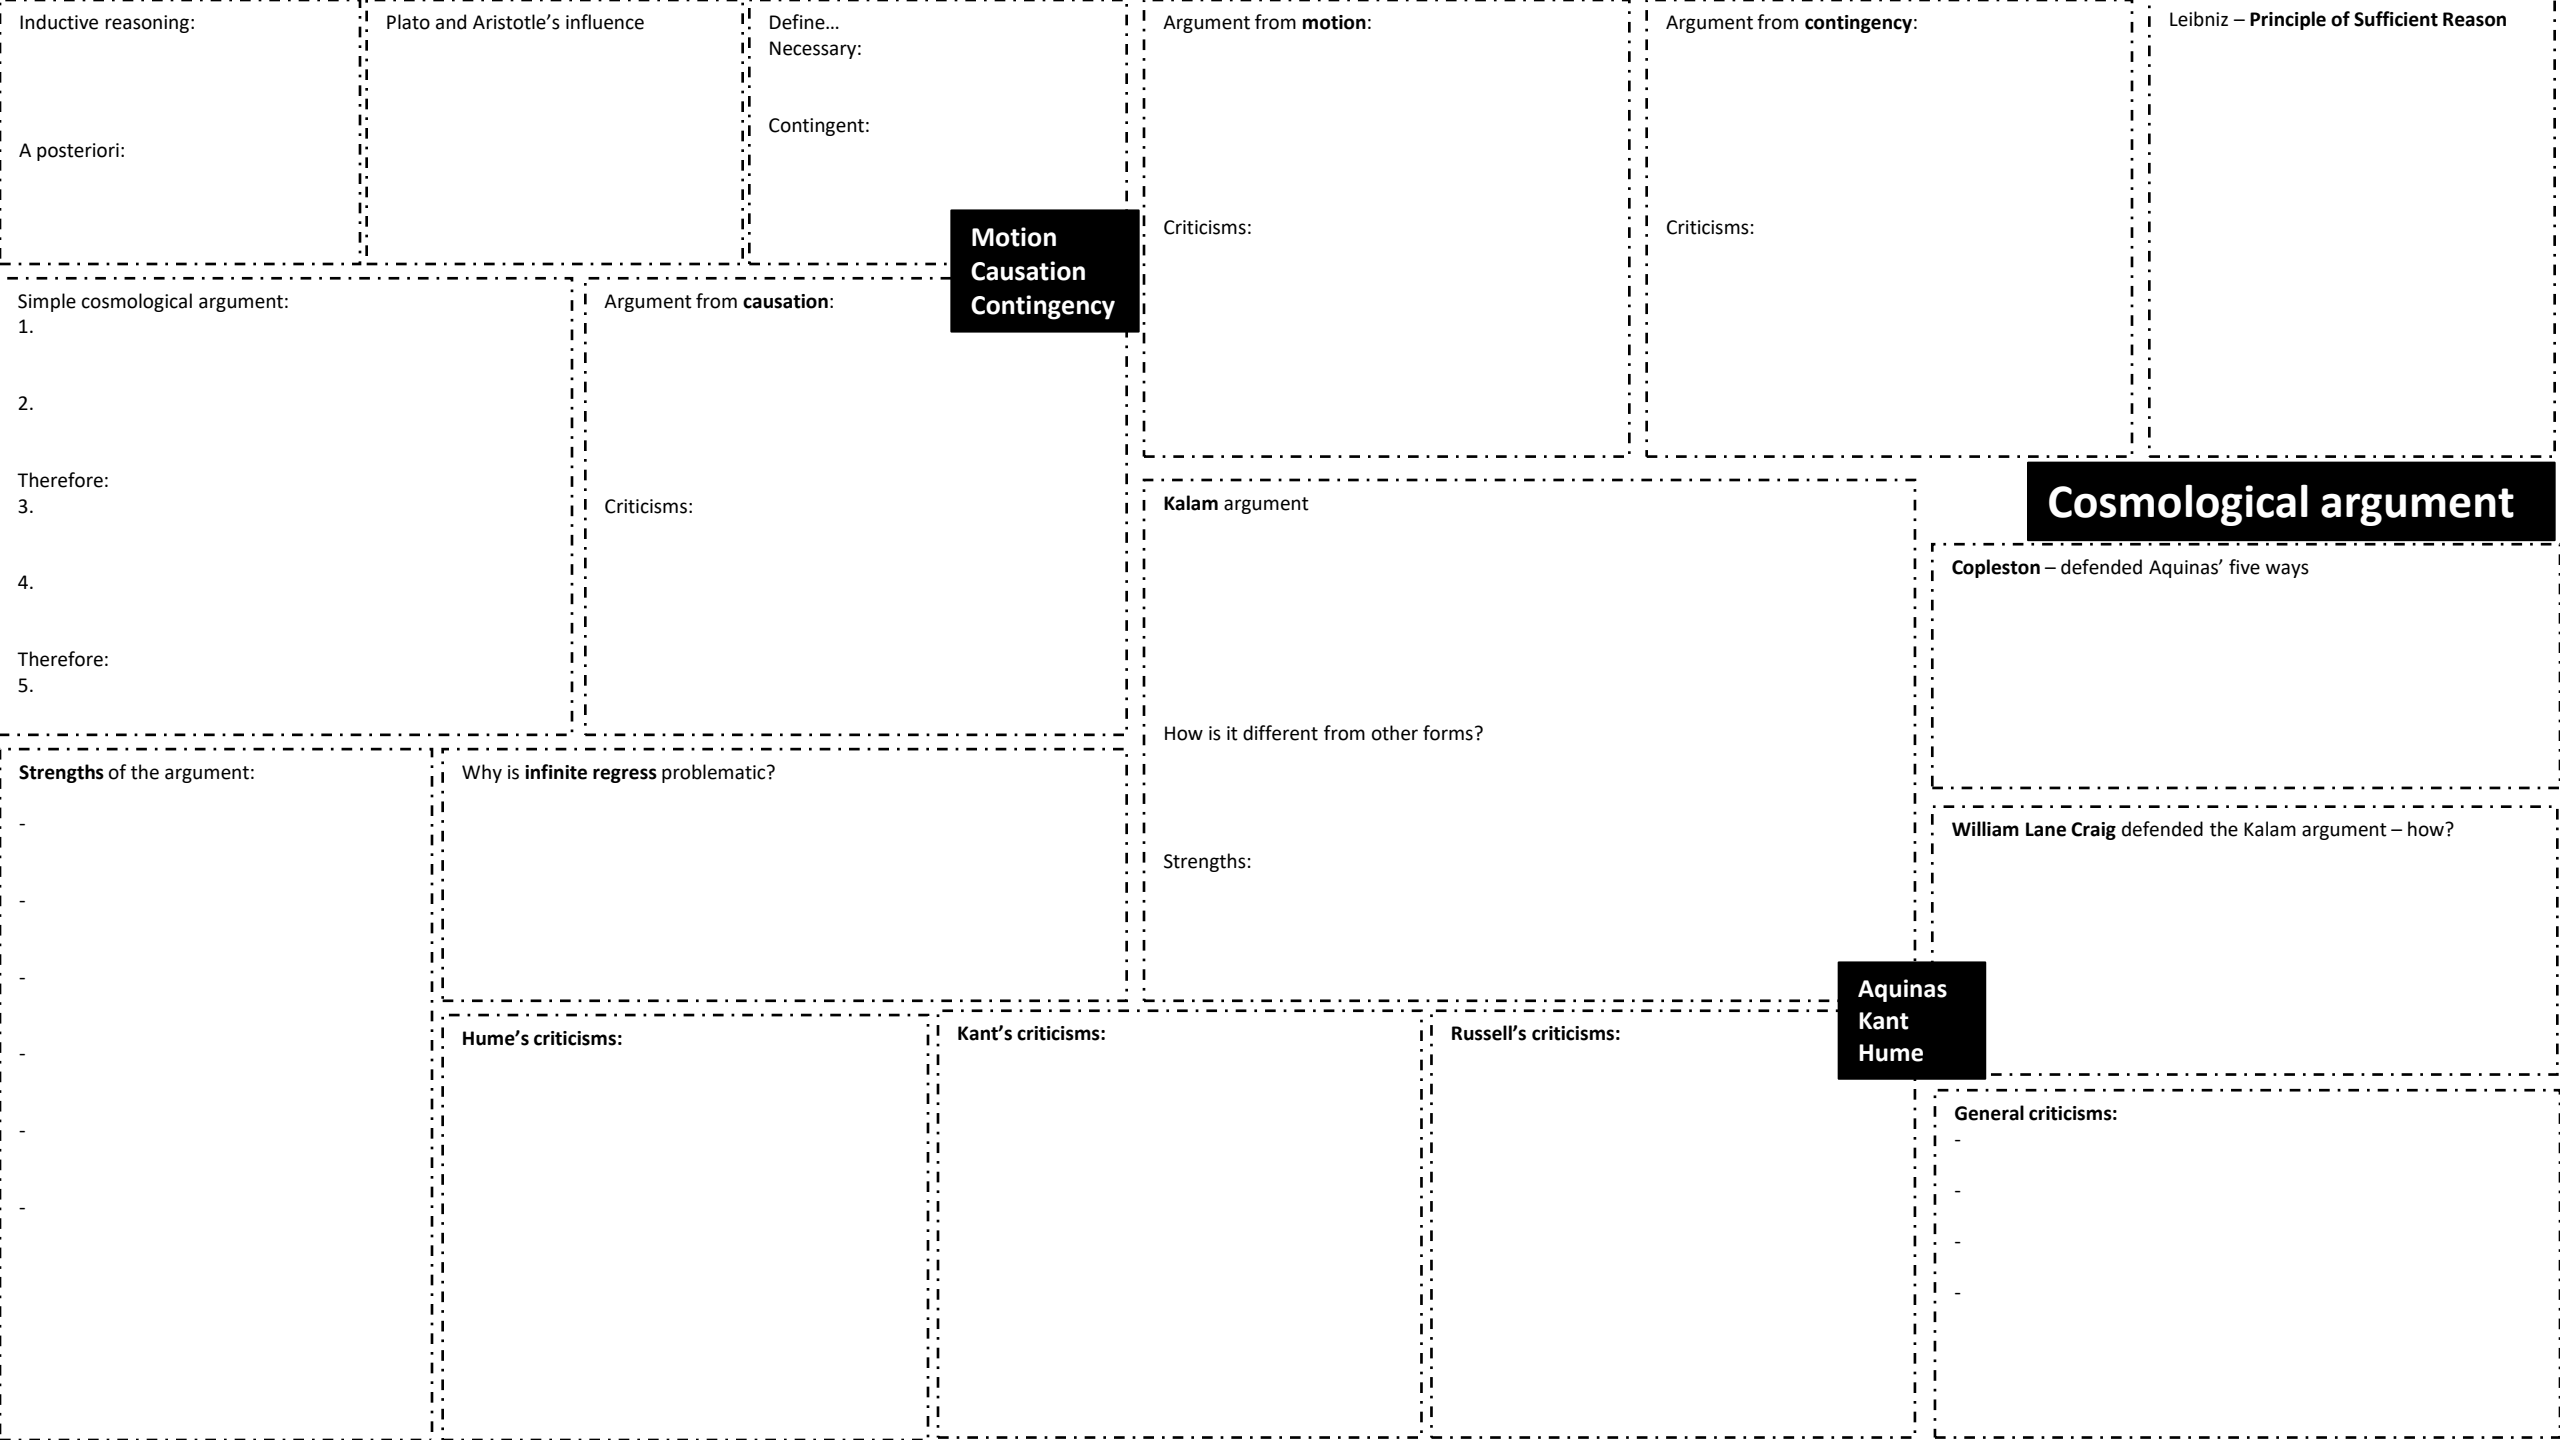 Inductive reasoning:
A posteriori:
Plato and Aristotle’s influence
Define…
Necessary:
Contingent:
Motion
Causation
Contingency
Argument from motion:
Criticisms:
Argument from contingency:
Criticisms:
Leibniz – Principle of Sufficient Reason
Simple cosmological argument:
1.
2.
Therefore:
3.
4.
Therefore:
5.
Argument from causation:
Criticisms:
Cosmological argument
Kalam argument
How is it different from other forms?
Strengths:
Copleston – defended Aquinas’ five ways
William Lane Craig defended the Kalam argument – how?
Strengths of the argument:
-
-
-
-
-
-
Why is infinite regress problematic?
Aquinas
Kant
Hume
Hume’s criticisms:
Kant’s criticisms:
Russell’s criticisms:
General criticisms:
-
-
-
-